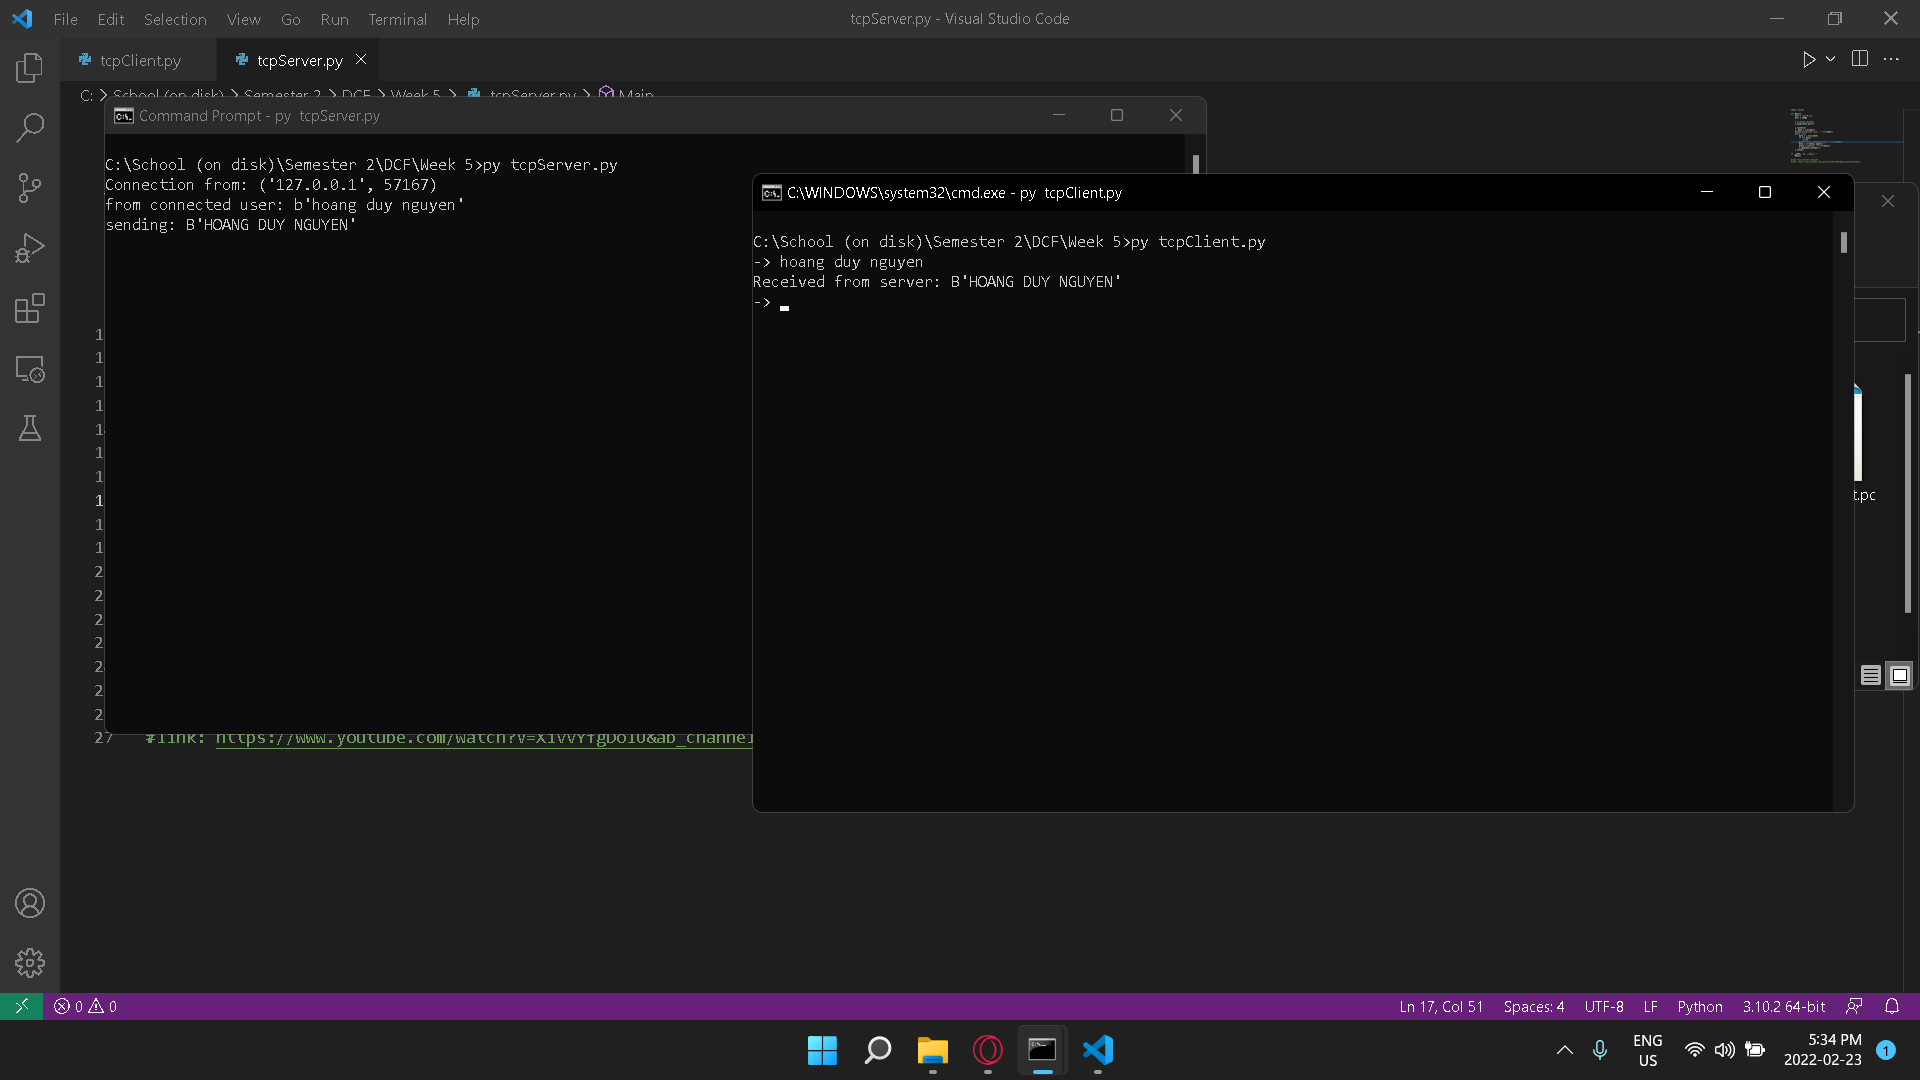 File Edit Selection View Go Run Terminal Help
tcpServer.py - Visual Studio Code
tcpClient.py
tcpServer.py
C: School (on disk) Semester 2 DCF Week 5 tcpServer.py Main
Command Prompt - py tcpServer.py
C:\School (on disk)\Semester 2\DCF\Week 5>py tcpServer.py
Connection from: ('127.0.0.1', 57167)
from connected user: b'hoang duy nguyen'
sending: B'HOANG DUY NGUYEN'
C:\WINDOWS\system32\cmd.exe - py tcpClient.py
C:\School (on disk)\Semester 2\DCF\Week 5>py tcpClient.py
-> hoang duy nguyen
Received from server: B'HOANG DUY NGUYEN'
->
t.pc
1
1
1
1
1
1
1
1
1
1
2
2
2
2
2
2
2
27 #link:
0 0
Ln 17, Col 51 Spaces: 4 UTF-8 LF Python 3.10.2 64-bit
ENG
US
5:34 PM
2022-02-23
1